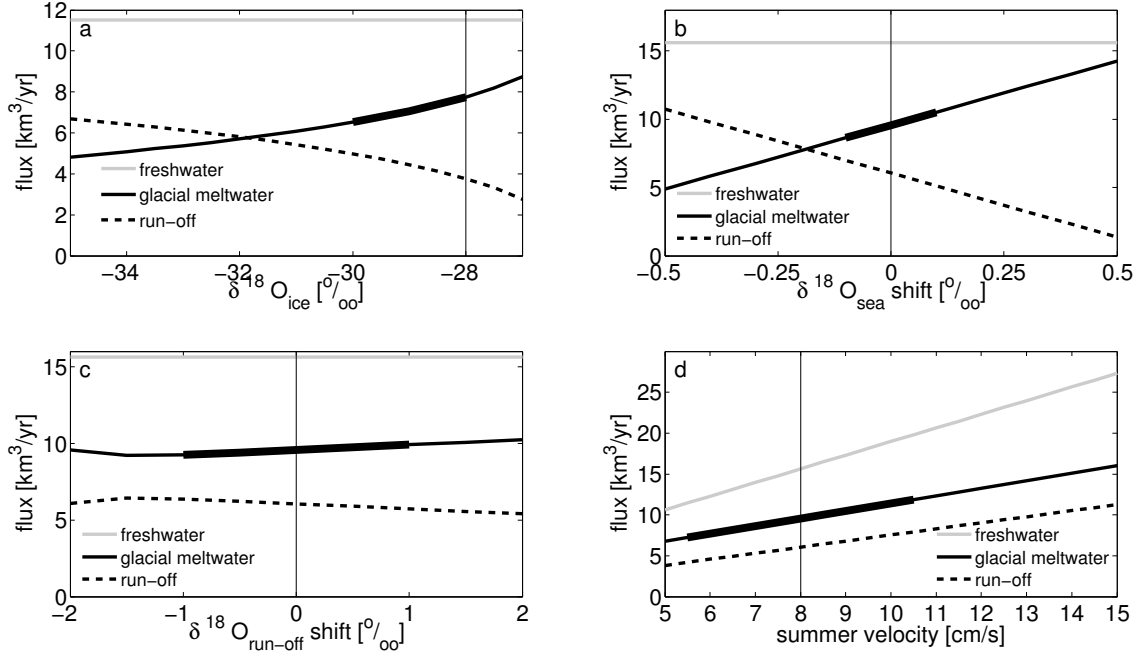 a
flux [km³/yr]
12
10
8
6
4
2
0
freshwater
glacial meltwater
run-off
−34 −32 −30 −28
δ ¹⁸ O_ice [°/oo]
b
flux [km³/yr]
15
10
5
0
freshwater
glacial meltwater
run-off
−0.5 −0.25 0 0.25 0.5
δ ¹⁸ O_sea shift [°/oo]
c
flux [km³/yr]
15
10
5
0
freshwater
glacial meltwater
run-off
−2 −1 0 1 2
δ ¹⁸ O_run-off shift [°/oo]
d
flux [km³/yr]
25
20
15
10
5
0
freshwater
glacial meltwater
run-off
5 6 7 8 9 10 11 12 13 14 15
summer velocity [cm/s]